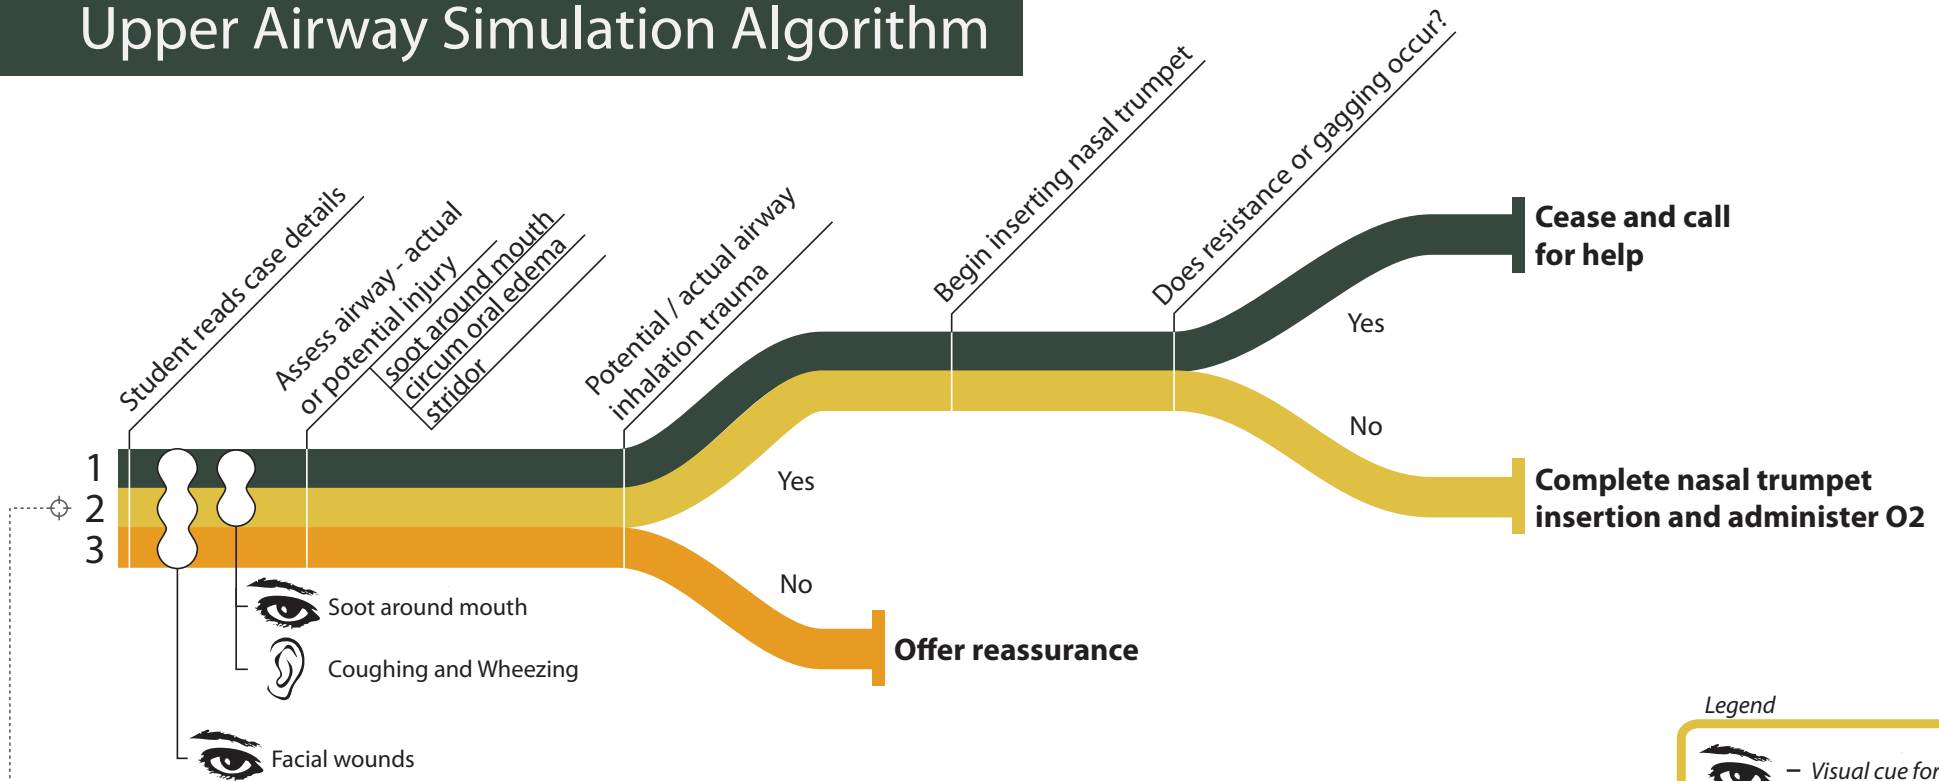 Upper Airway Simulation Algorithm
Student reads case details
Assess airway - actual
or potential injury
soot around mouth
circum oral edema
stridor
Potential / actual airway
inhalation trauma
Begin inserting nasal trumpet
Does resistance or gagging occur?
Cease and call
for help
Yes
No
Complete nasal trumpet
insertion and administer O2
1
2
3
Yes
No
Offer reassurance
Soot around mouth
Coughing and Wheezing
Facial wounds
Legend
– Visual cue for